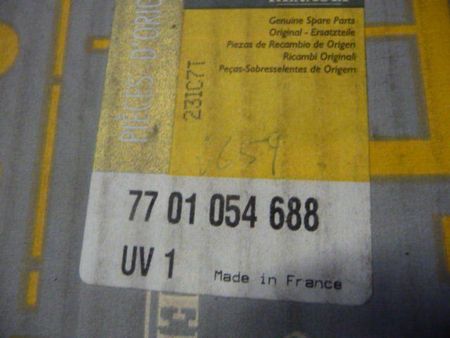 Genuine Spare Parts
Original - Ersatzteile
Piezas de Recambio de Origen
Ricambi Originali
Peças-Sobresselentes de Origem
PIÈCES D'ORIG
231C7T
77 01 054 688
UV 1
Made in France